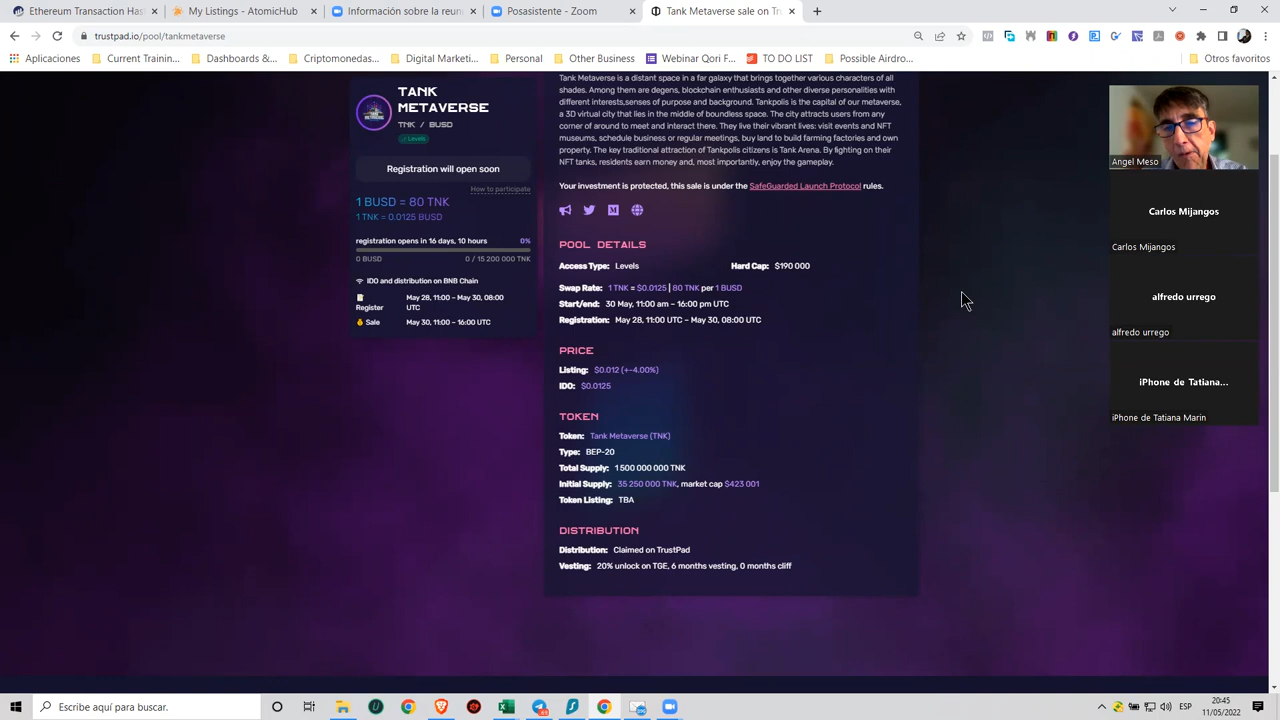 Ethereum Transaction Has
My Listings - AtomicHub
Información sobre la reun
Posasistente - Zoom
Tank Metaverse sale on Tr
trustpad.io/pool/tankmetaverse
Aplicaciones
Current Trainin...
Dashboards &...
Criptomonedas...
Digital Marketi...
Personal
Other Business
Webinar Qori F...
TO DO LIST
Possible Airdro...
Otros favoritos
TANK
METAVERSE
TNK / BUSD
Levels
Registration will open soon
How to participate
1 BUSD = 80 TNK
1 TNK = 0.0125 BUSD
registration opens in 16 days, 10 hours 0%
0 BUSD 0 / 15 200 000 TNK
IDO and distribution on BNB Chain
Register May 28, 11:00 – May 30, 08:00 UTC
Sale May 30, 11:00 – 16:00 UTC
Tank Metaverse is a distant space in a far galaxy that brings together various characters of all
shades. Among them are degens, blockchain enthusiasts and other diverse personalities with
different interests,senses of purpose and background. Tankpolis is the capital of our metaverse,
a 3D virtual city that lies in the middle of boundless space. The city attracts users from any
corner of around to meet and interact there. They live their vibrant lives: visit events and NFT
museums, schedule business or regular meetings, buy land to build farming factories and own
property. The key traditional attraction of Tankpolis citizens is Tank Arena. By fighting on their
NFT tanks, residents earn money and, most importantly, enjoy the gameplay.
Your investment is protected, this sale is under the SafeGuarded Launch Protocol rules.
POOL DETAILS
Access Type: Levels Hard Cap: $190 000
Swap Rate: 1 TNK = $0.0125 | 80 TNK per 1 BUSD
Start/end: 30 May, 11:00 am – 16:00 pm UTC
Registration: May 28, 11:00 UTC – May 30, 08:00 UTC
PRICE
Listing: $0.012 (+-4.00%)
IDO: $0.0125
TOKEN
Token: Tank Metaverse (TNK)
Type: BEP-20
Total Supply: 1 500 000 000 TNK
Initial Supply: 35 250 000 TNK, market cap $423 001
Token Listing: TBA
DISTRIBUTION
Distribution: Claimed on TrustPad
Vesting: 20% unlock on TGE, 6 months vesting, 0 months cliff
Angel Meso
Carlos Mijangos
Carlos Mijangos
alfredo urrego
alfredo urrego
iPhone de Tatiana...
iPhone de Tatiana Marin
Escribe aquí para buscar.
ESP
20:45
11/05/2022